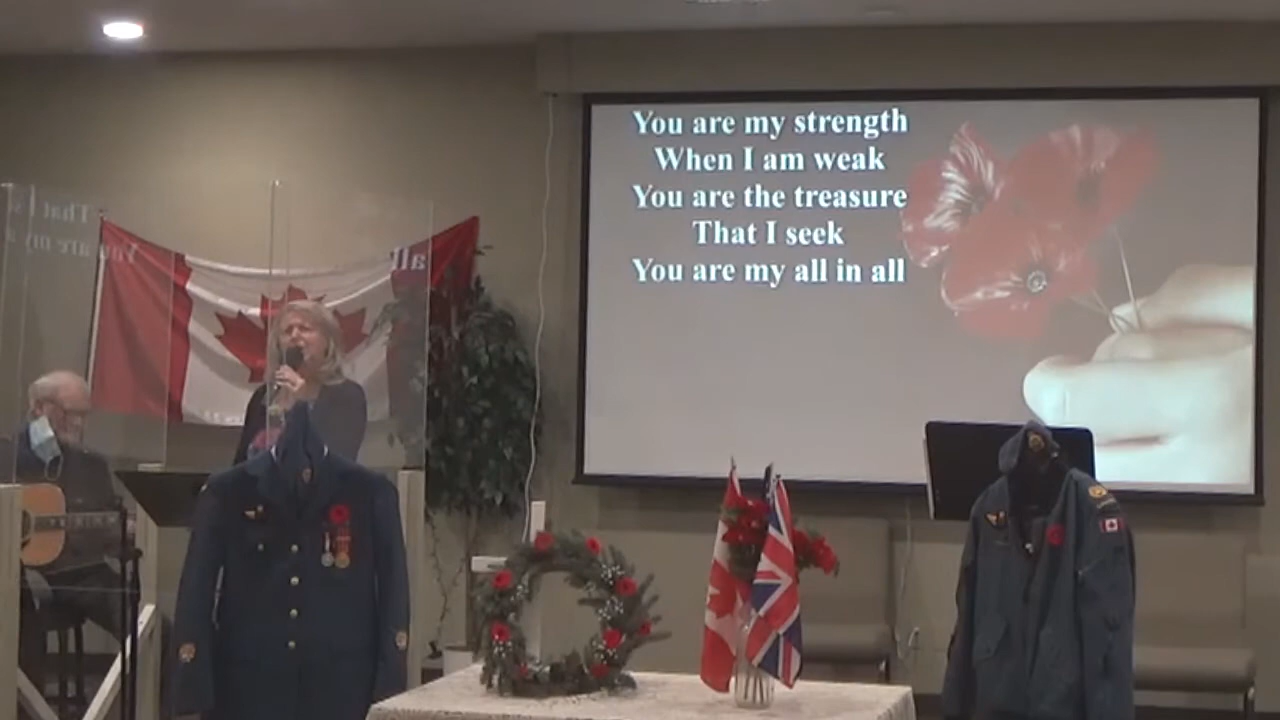 You are my strength
When I am weak
You are the treasure
That I seek
You are my all in all